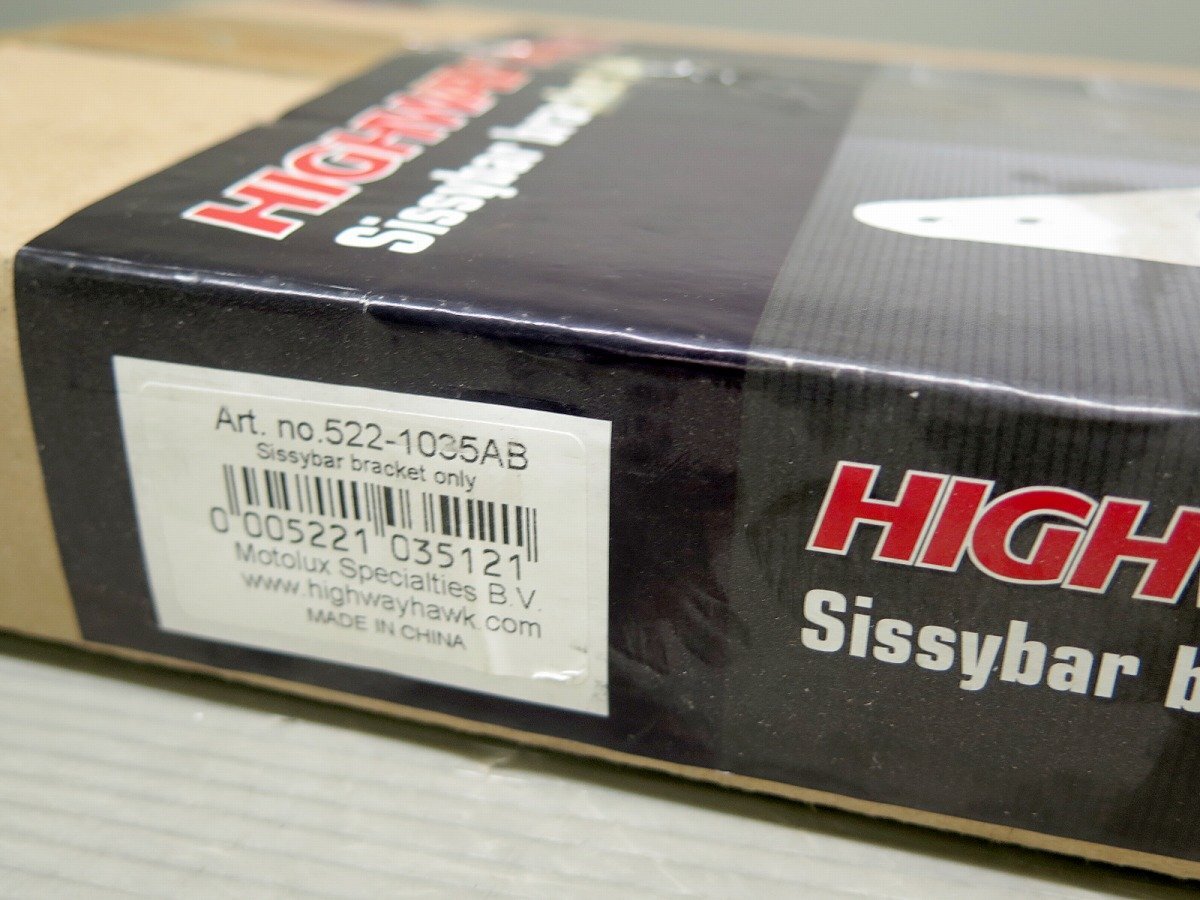 HIGHWAY
Sissybar
Art. no.522-1035AB
Sissybar bracket only
0 005221 035121
Motolux Specialties B.V.
www.highwayhawk.com
MADE IN CHINA
HIGH
Sissybar b